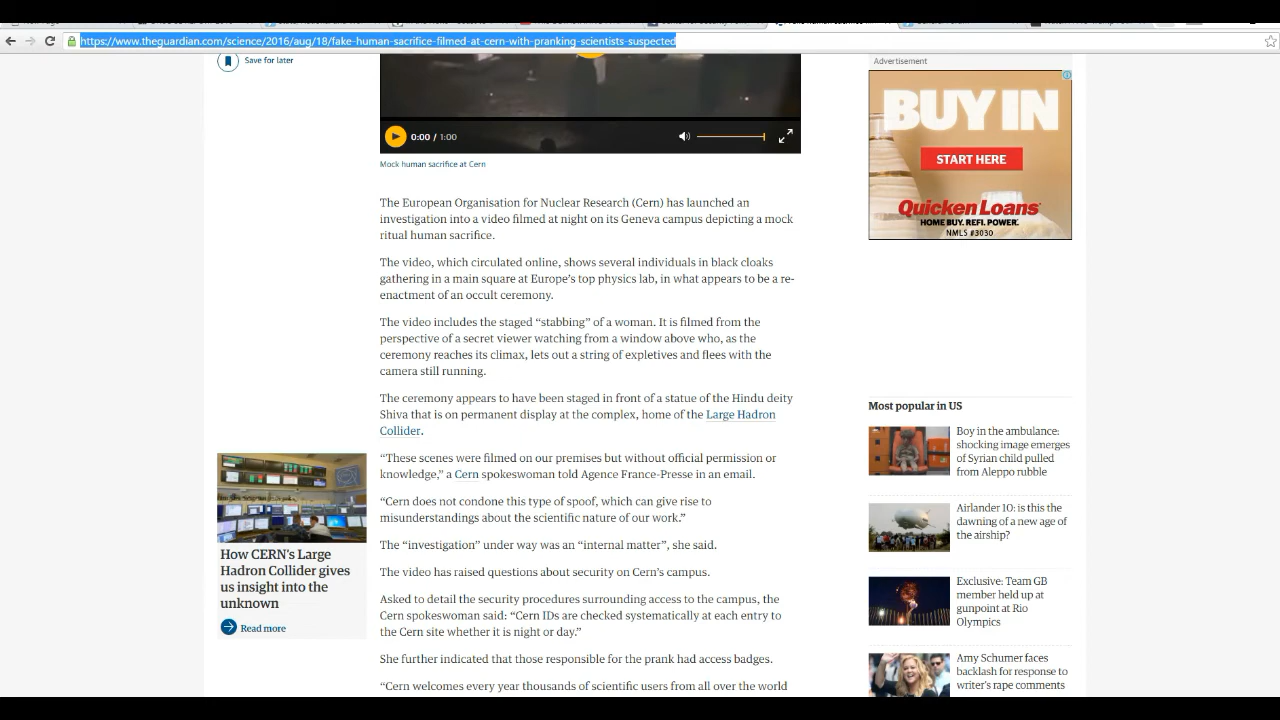 https://www.theguardian.com/science/2016/aug/18/fake-human-sacrifice-filmed-at-cern-with-pranking-scientists-suspected
Save for later
0:00 / 1:00
Mock human sacrifice at Cern
The European Organisation for Nuclear Research (Cern) has launched an
investigation into a video filmed at night on its Geneva campus depicting a mock
ritual human sacrifice.
The video, which circulated online, shows several individuals in black cloaks
gathering in a main square at Europe's top physics lab, in what appears to be a re-
enactment of an occult ceremony.
The video includes the staged “stabbing” of a woman. It is filmed from the
perspective of a secret viewer watching from a window above who, as the
ceremony reaches its climax, lets out a string of expletives and flees with the
camera still running.
The ceremony appears to have been staged in front of a statue of the Hindu deity
Shiva that is on permanent display at the complex, home of the Large Hadron
Collider.
“These scenes were filmed on our premises but without official permission or
knowledge,” a Cern spokeswoman told Agence France-Presse in an email.
“Cern does not condone this type of spoof, which can give rise to
misunderstandings about the scientific nature of our work.”
The “investigation” under way was an “internal matter”, she said.
The video has raised questions about security on Cern's campus.
Asked to detail the security procedures surrounding access to the campus, the
Cern spokeswoman said: “Cern IDs are checked systematically at each entry to
the Cern site whether it is night or day.”
She further indicated that those responsible for the prank had access badges.
“Cern welcomes every year thousands of scientific users from all over the world
How CERN's Large
Hadron Collider gives
us insight into the
unknown
Read more
Advertisement
BUY IN
START HERE
Quicken Loans
HOME BUY. REFI. POWER.
NMLS #3030
Most popular in US
Boy in the ambulance:
shocking image emerges
of Syrian child pulled
from Aleppo rubble
Airlander 10: is this the
dawning of a new age of
the airship?
Exclusive: Team GB
member held up at
gunpoint at Rio
Olympics
Amy Schumer faces
backlash for response to
writer's rape comments